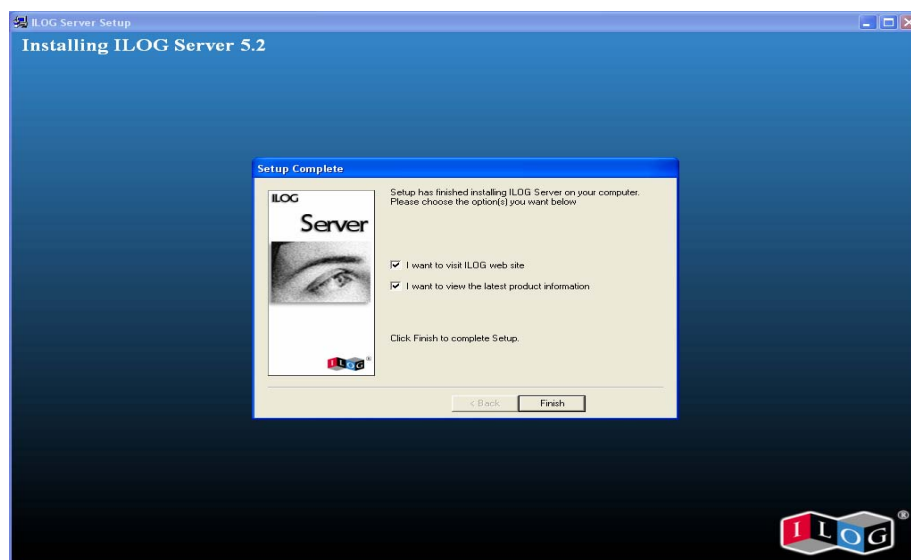 ILOG Server Setup
Installing ILOG Server 5.2
Setup Complete
ILOG
Server
ILOG®
Setup has finished installing ILOG Server on your computer.
Please choose the option(s) you want below
I want to visit ILOG web site
I want to view the latest product information
Click Finish to complete Setup.
< Back
Finish
ILOG®